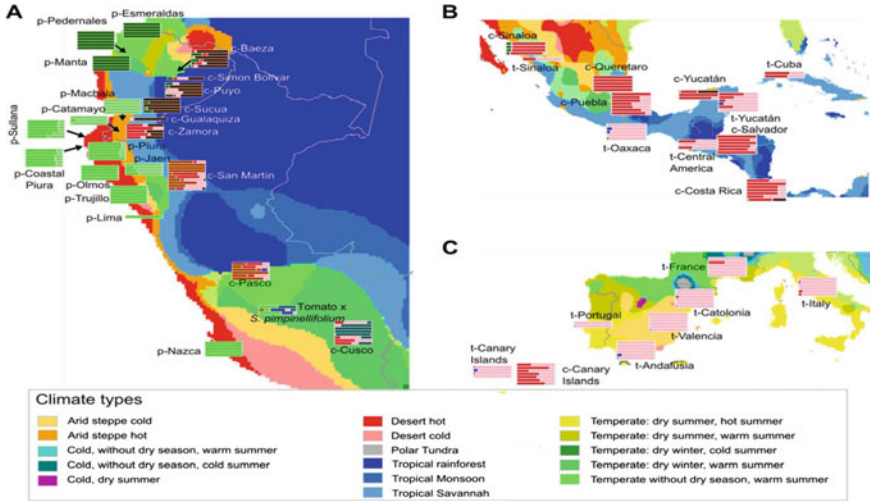 A
p-Esmeraldas
p-Pedernales
c-Baeza
p-Manta
c-Simon Bolivar
c-Puyo
p-Machala
p-Catamayo
c-Sucua
c-Gualaquiza
c-Zamora
p-Sullana
p-Piura
p-Jaen
p-Coastal
Piura
c-San Martin
p-Olmos
p-Trujillo
p-Lima
c-Pasco
Tomato x
S. pimpinellifolium
p-Nazca
c-Cusco
B
c-Sinaloa
t-Sinaloa
c-Queretaro
t-Cuba
c-Yucatán
c-Puebla
t-Yucatán
c-Salvador
t-Oaxaca
t-Central
America
c-Costa Rica
C
t-France
t-Italy
t-Portugal
t-Catolonia
t-Valencia
t-Canary
Islands
c-Canary
Islands
t-Andalusia
Climate types
Arid steppe cold
Arid steppe hot
Cold, without dry season, warm summer
Cold, without dry season, cold summer
Cold, dry summer
Desert hot
Desert cold
Polar Tundra
Tropical rainforest
Tropical Monsoon
Tropical Savannah
Temperate: dry summer, hot summer
Temperate: dry summer, warm summer
Temperate: dry winter, cold summer
Temperate: dry winter, warm summer
Temperate without dry season, warm summer